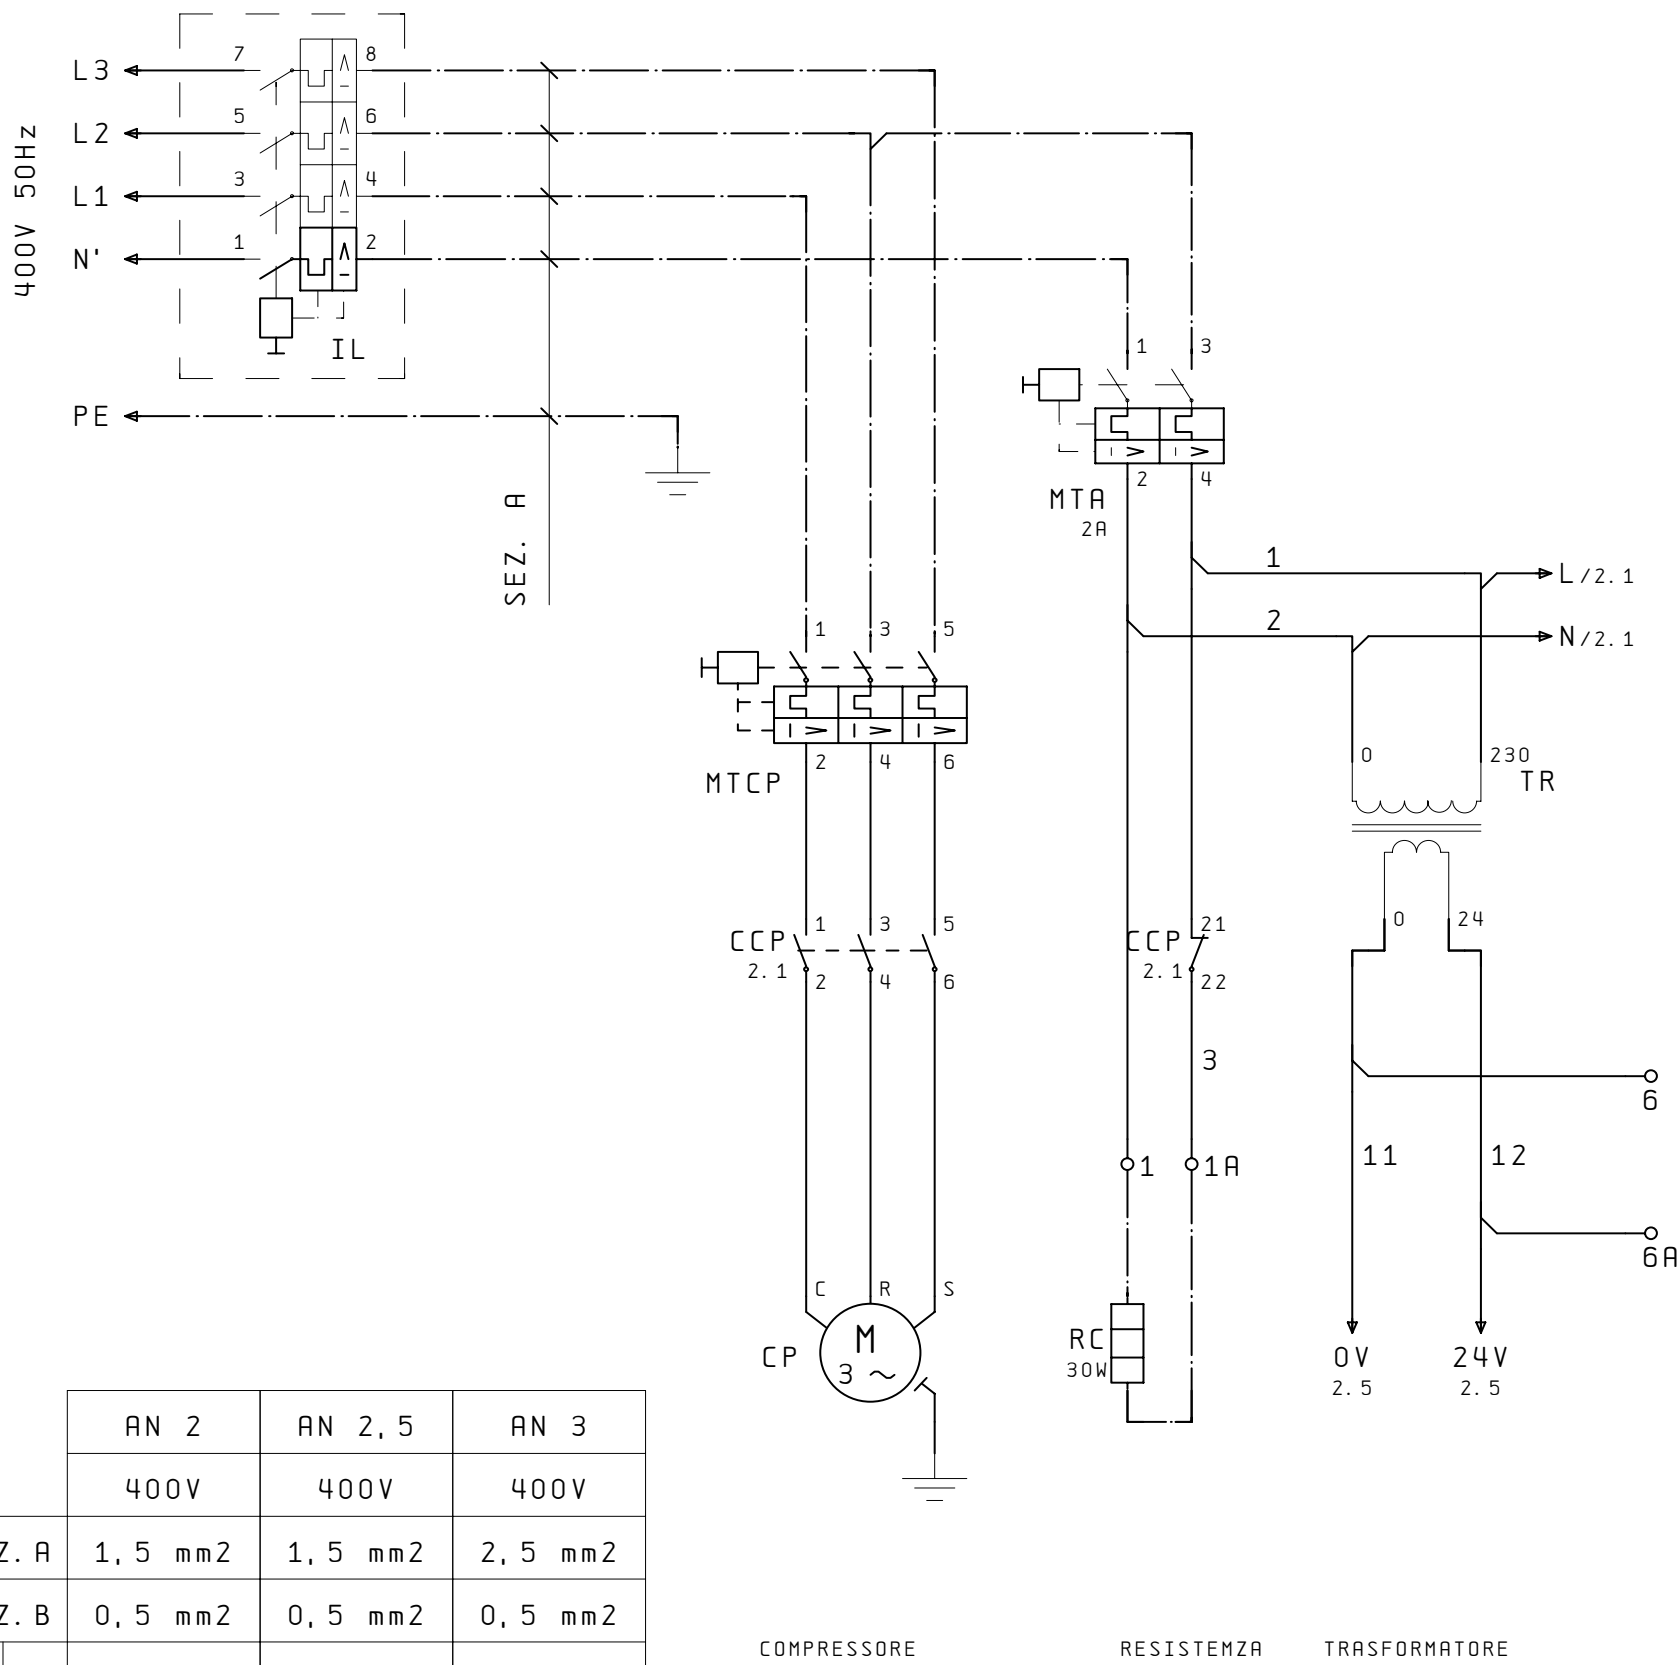 400V 50Hz
L3
7
8
L2
5
6
L1
3
4
N'
1
2
IL
PE
SEZ. A
1
3
MTA
2A
2
4
1
L /2.1
2
N /2.1
1
3
5
MTCP
2
4
6
0
230
TR
0
24
CCP
2.1
1
3
5
2
4
6
CCP
2.1
21
22
3
6
1
1A
11
12
6A
C
R
S
CP
M
3 ~
RC
30W
0V
2.5
24V
2.5
AN 2
AN 2,5
AN 3
400V
400V
400V
Z.A
1,5 mm2
1,5 mm2
2,5 mm2
Z.B
0,5 mm2
0,5 mm2
0,5 mm2
COMPRESSORE
RESISTEMZA
TRASFORMATORE